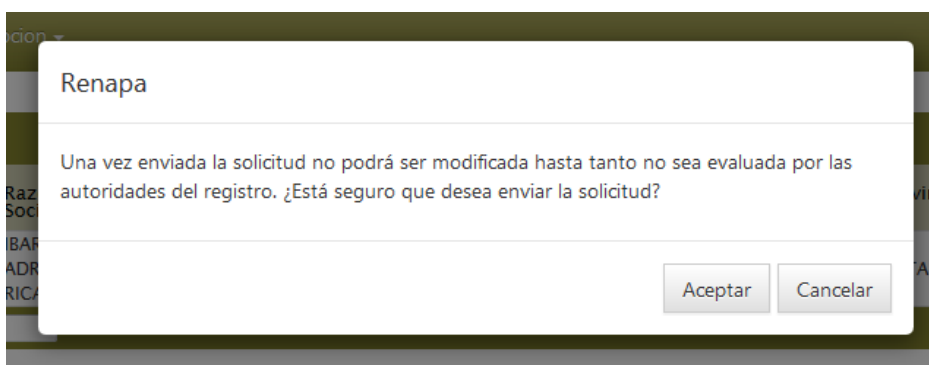 Renapa
Una vez enviada la solicitud no podrá ser modificada hasta tanto no sea evaluada por las
autoridades del registro. ¿Está seguro que desea enviar la solicitud?
Aceptar Cancelar